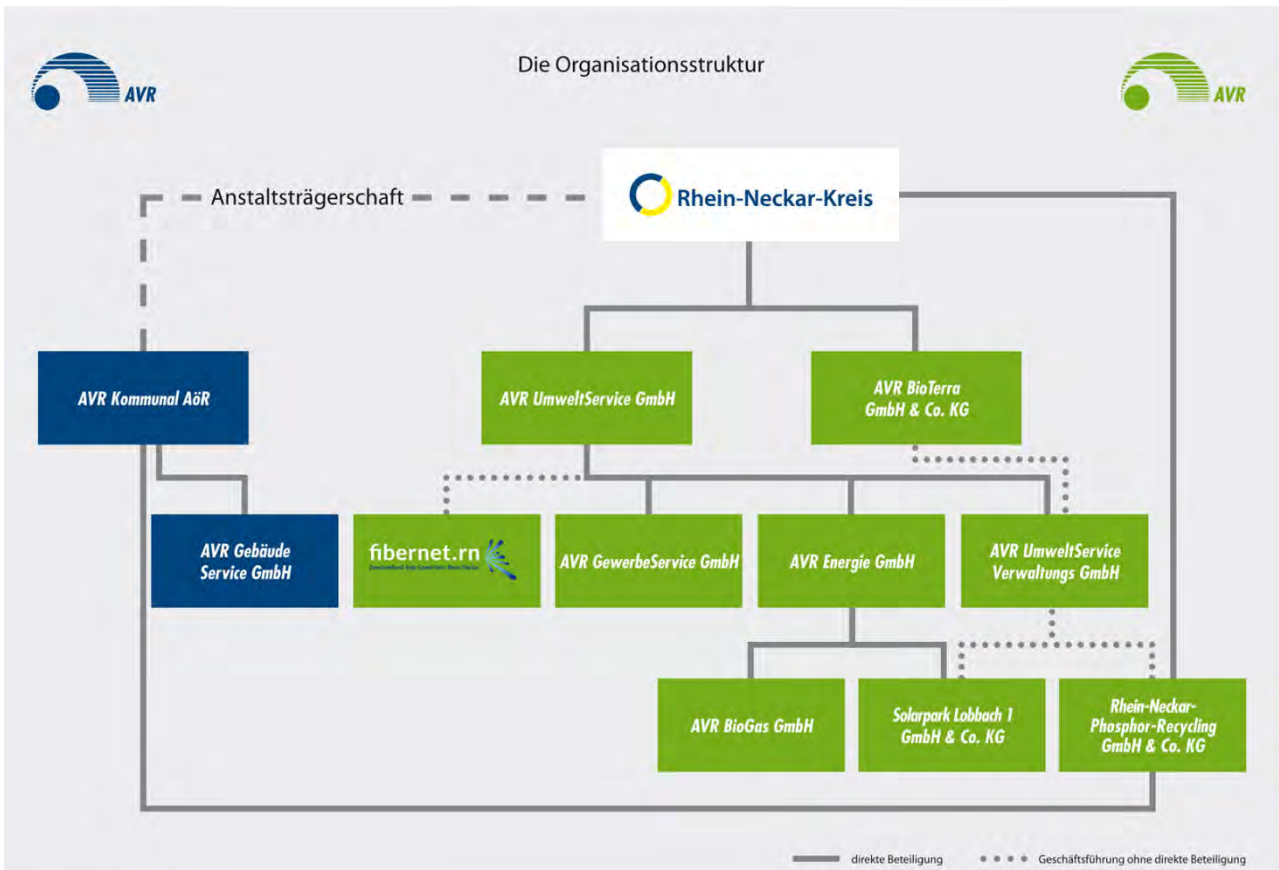 Die Organisationsstruktur
AVR
AVR
Anstaltsträgerschaft
Rhein-Neckar-Kreis
AVR Kommunal AöR
AVR UmweltService GmbH
AVR BioTerra
GmbH & Co. KG
AVR Gebäude
Service GmbH
fibernet.rn
AVR GewerbeService GmbH
AVR Energie GmbH
AVR UmweltService
Verwaltungs GmbH
AVR BioGas GmbH
Solarpark Lobbach 1
GmbH & Co. KG
Rhein-Neckar-
Phosphor-Recycling
GmbH & Co. KG
direkte Beteiligung
Geschäftsführung ohne direkte Beteiligung